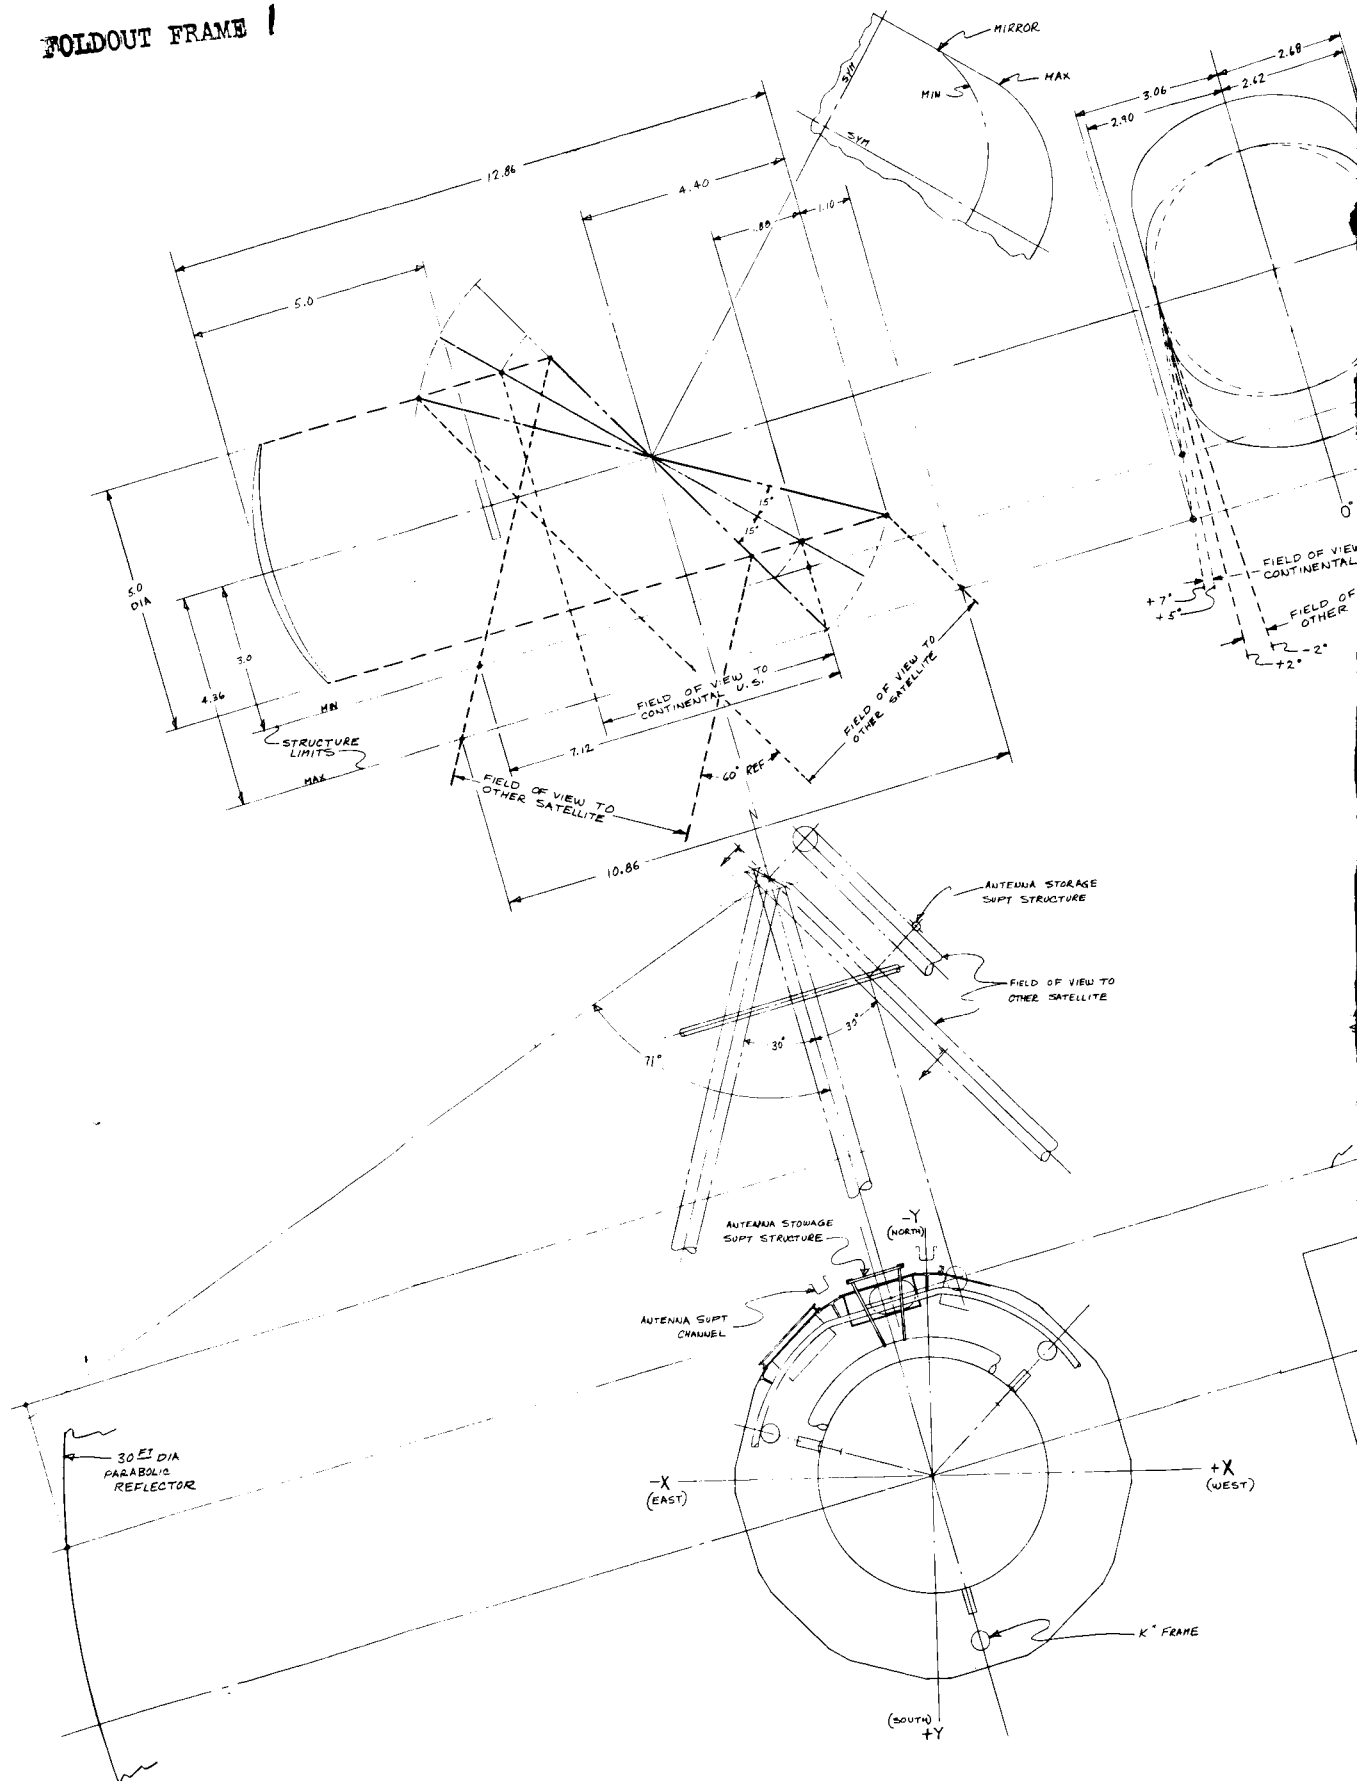 FOLDOUT FRAME 1
MIRROR
MAX
MIN
SYM
SYM
2.68
2.62
3.06
2.90
12.86
4.40
.88
1.10
5.0
15°
15°
5.0
DIA
4.36
3.0
MIN
STRUCTURE
LIMITS
MAX
FIELD OF VIEW TO
CONTINENTAL U.S.
7.12
FIELD OF VIEW TO
OTHER SATELLITE
FIELD OF VIEW TO
OTHER SATELLITE
60° REF
10.86
0°
FIELD OF VIEW
CONTINENTAL
+7°
+5°
FIELD OF
OTHER
-2°
+2°
N
ANTENNA STORAGE
SUPT STRUCTURE
FIELD OF VIEW TO
OTHER SATELLITE
30°
30°
71°
ANTENNA STOWAGE
SUPT STRUCTURE
-Y
(NORTH)
ANTENNA SUPT
CHANNEL
30 FT DIA
PARABOLIC
REFLECTOR
-X
(EAST)
+X
(WEST)
K" FRAME
(SOUTH)
+Y